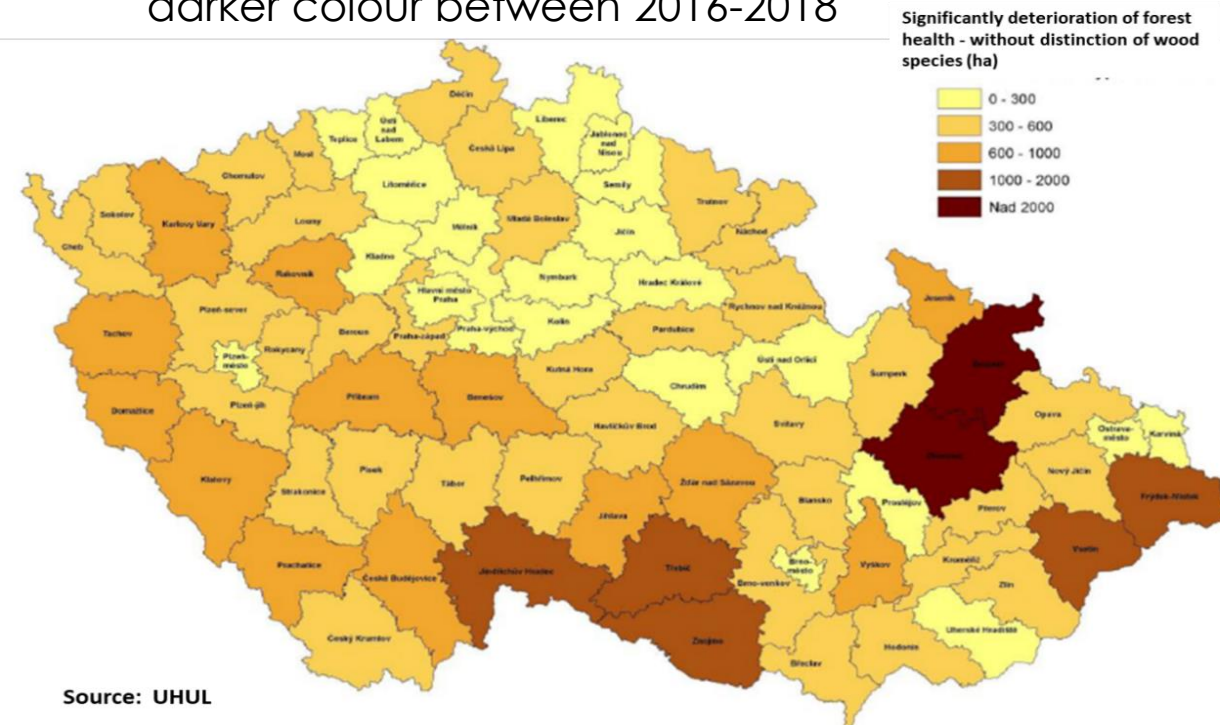 darker colour between 2016-2018
Significantly deterioration of forest
health - without distinction of wood
species (ha)
0 - 300
300 - 600
600 - 1000
1000 - 2000
Nad 2000
Děčín
Liberec
Ústí
nad
Labem
Teplice
Jablonec
nad
Nisou
Česká Lípa
Most
Chomutov
Litoměřice
Semily
Trutnov
Sokolov
Karlovy Vary
Louny
Mladá Boleslav
Mělník
Jičín
Náchod
Cheb
Kladno
Rakovník
Nymburk
Hradec Králové
Hlavní město
Praha
Jeseník
Rychnov nad Kněžnou
Plzeň-sever
Tachov
Beroun
Praha-západ
Praha-východ
Kolín
Pardubice
Rokycany
Plzeň-
město
Ústí nad Orlicí
Kutná Hora
Šumperk
Chrudim
Příbram
Benešov
Plzeň-jih
Domažlice
Opava
Havlíčkův Brod
Svitavy
Ostrava-
město
Karviná
Písek
Nový Jičín
Klatovy
Tábor
Pelhřimov
Žďár nad Sázavou
Strakonice
Frýdek-Místek
Blansko
Prostějov
Přerov
Jihlava
Vsetín
Prachatice
České Budějovice
Jindřichův Hradec
Třebíč
Brno-
město
Vyškov
Kroměříž
Brno-venkov
Zlín
Český Krumlov
Znojmo
Uherské Hradiště
Hodonín
Břeclav
Source: UHUL